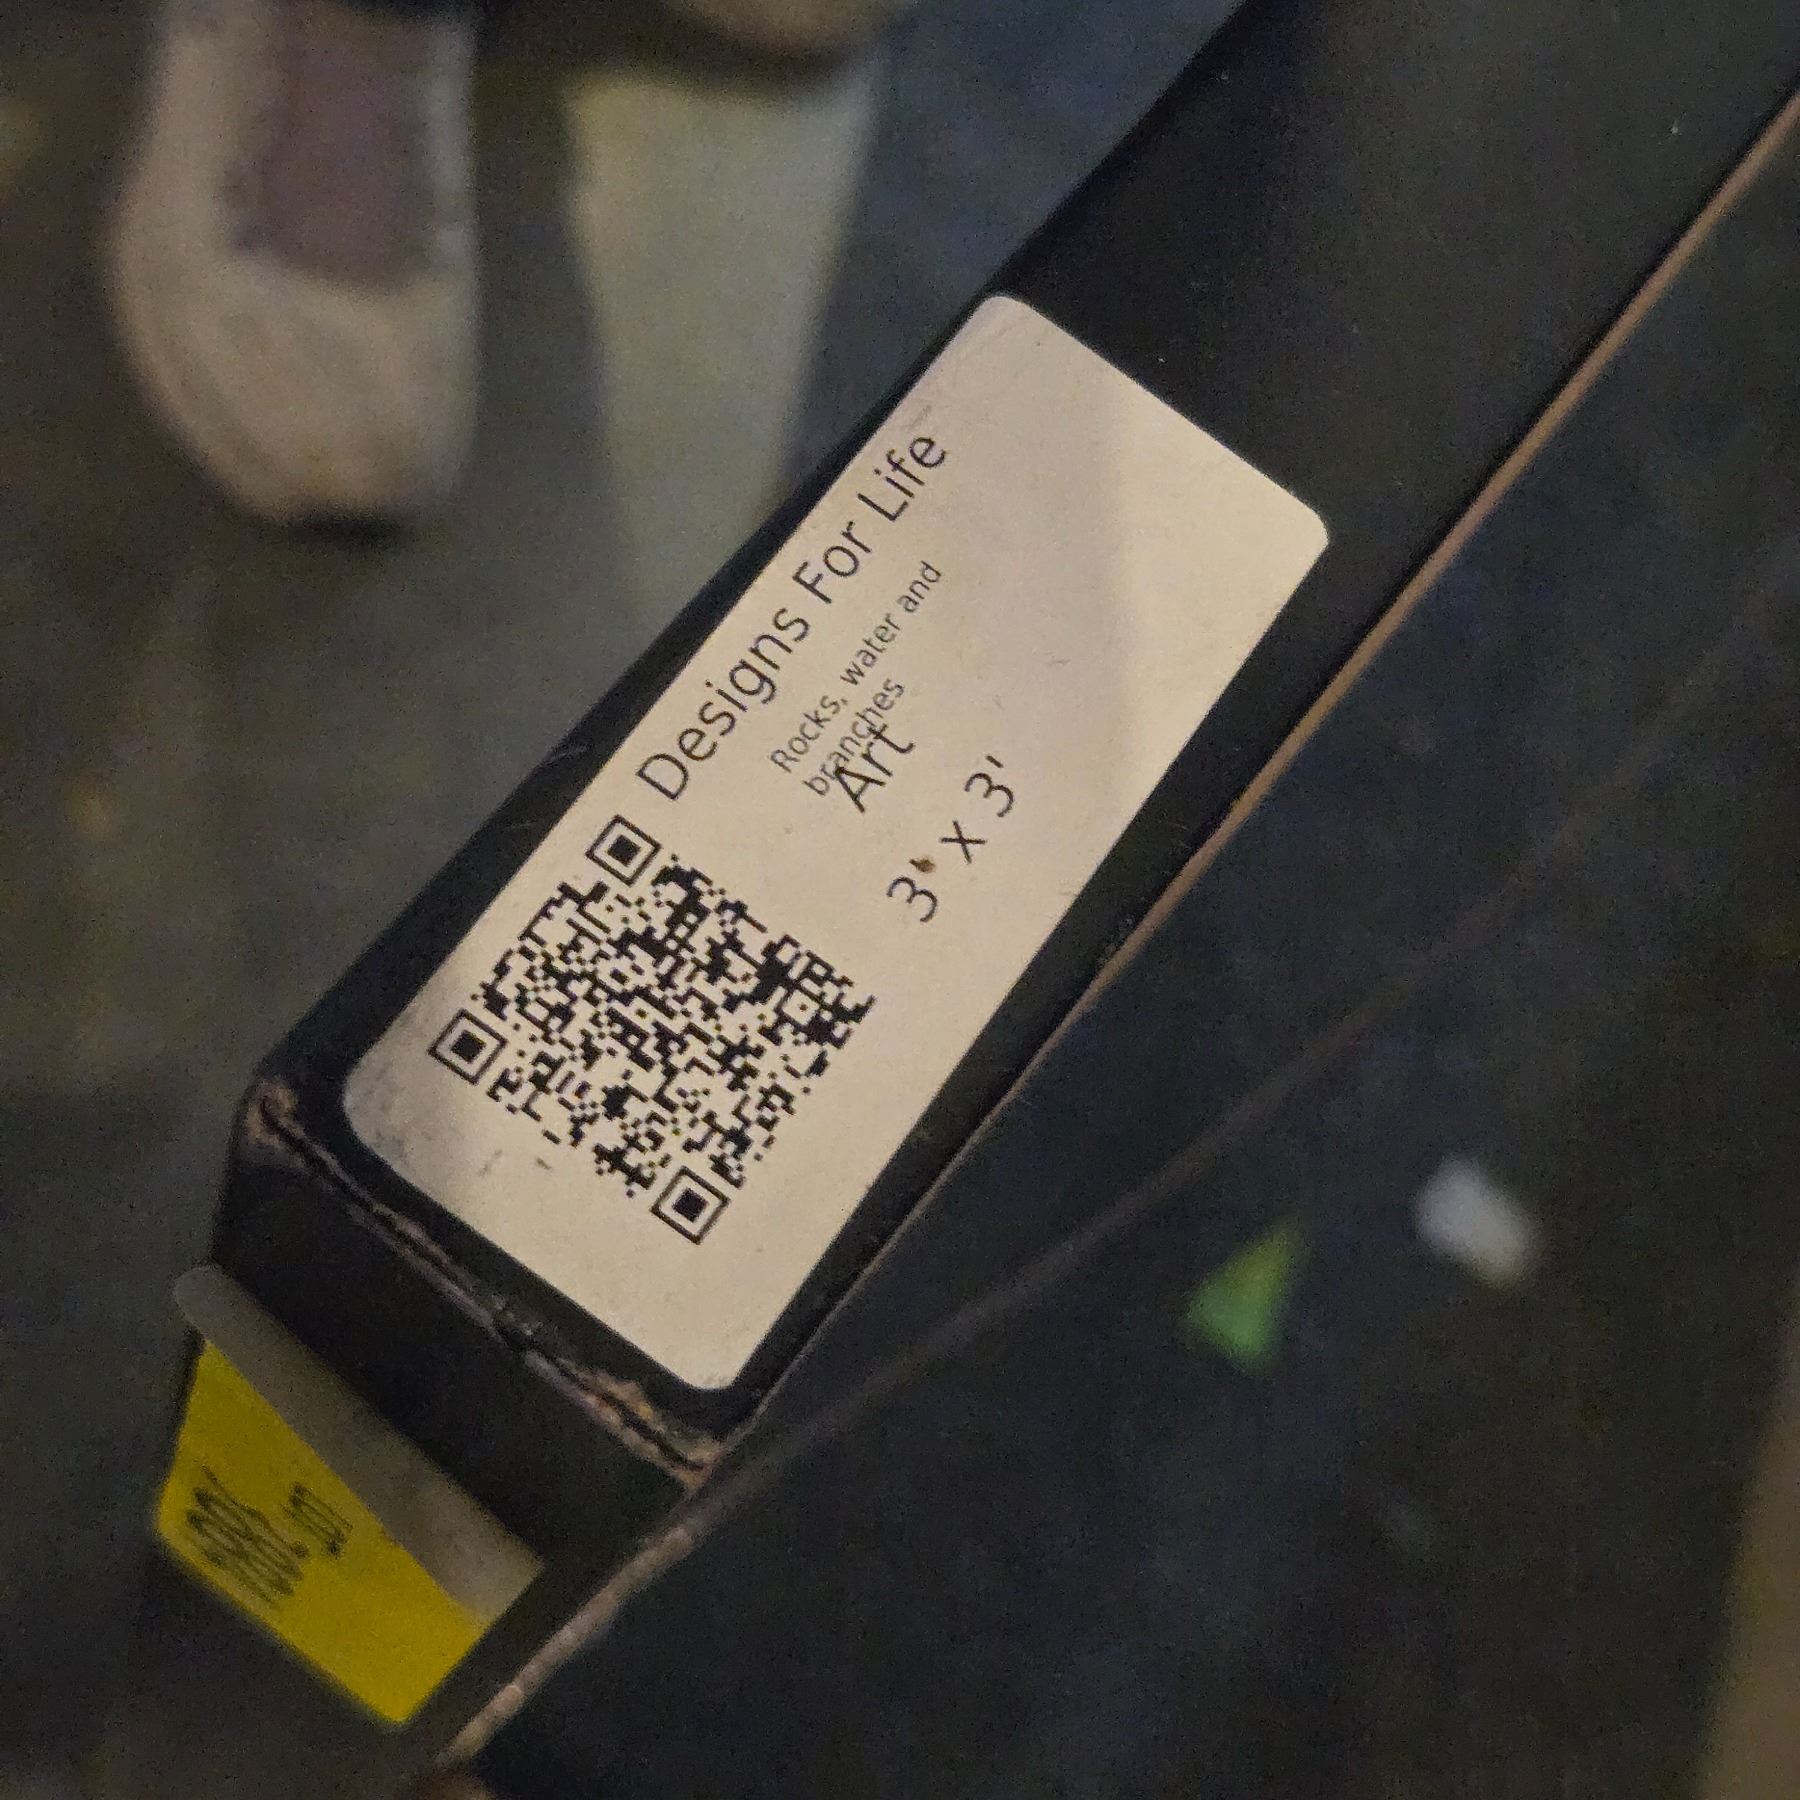 Designs For Life
Rocks, water and
branches
Art
3' x 3'